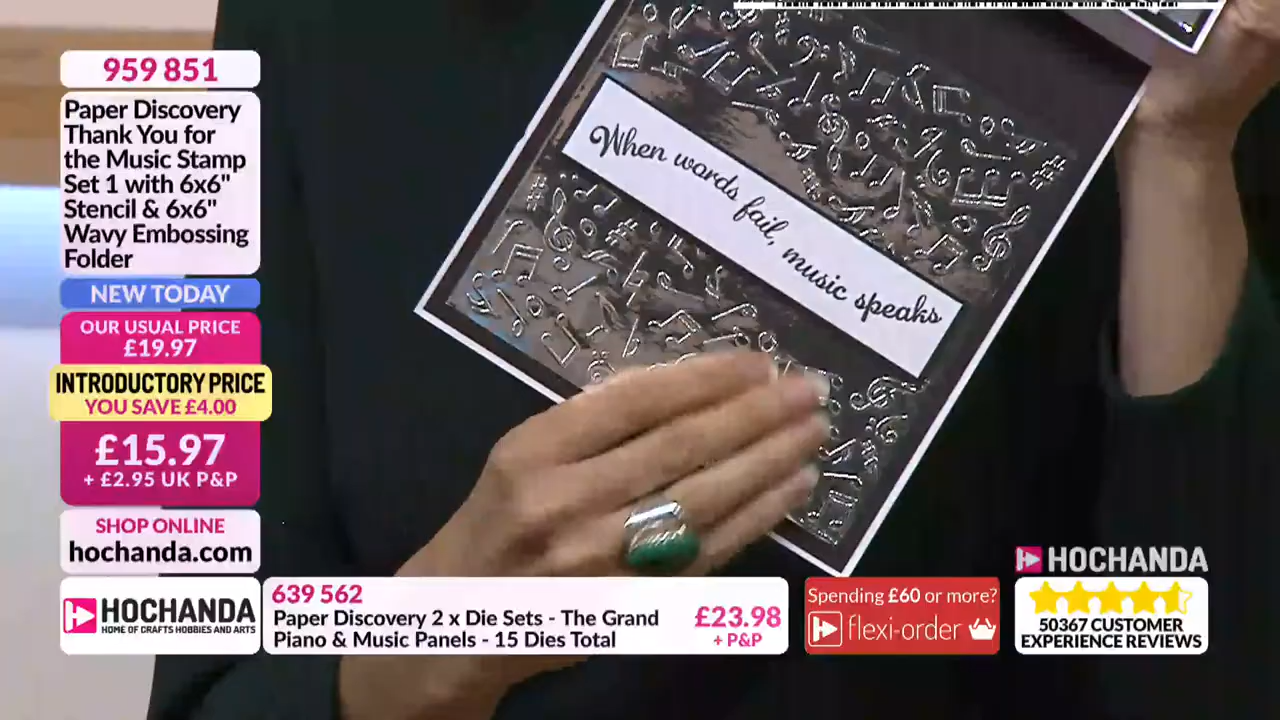 959 851
Paper Discovery
Thank You for
the Music Stamp
Set 1 with 6x6"
Stencil & 6x6"
Wavy Embossing
Folder
NEW TODAY
OUR USUAL PRICE
£19.97
INTRODUCTORY PRICE
YOU SAVE £4.00
£15.97
+ £2.95 UK P&P
SHOP ONLINE
hochanda.com
When words fail, music speaks
HOCHANDA
HOME OF CRAFTS HOBBIES AND ARTS
639 562
Paper Discovery 2 x Die Sets - The Grand
Piano & Music Panels - 15 Dies Total
£23.98
+ P&P
Spending £60 or more?
flexi-order
HOCHANDA
50367 CUSTOMER
EXPERIENCE REVIEWS